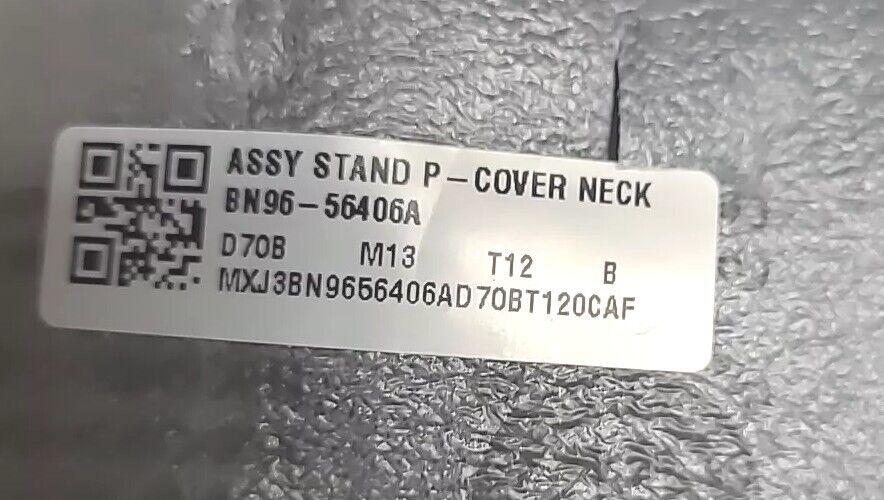 ASSY STAND P-COVER NECK
BN96-56406A
D70B M13 T12 B
MXJ3BN9656406AD70BT120CAF